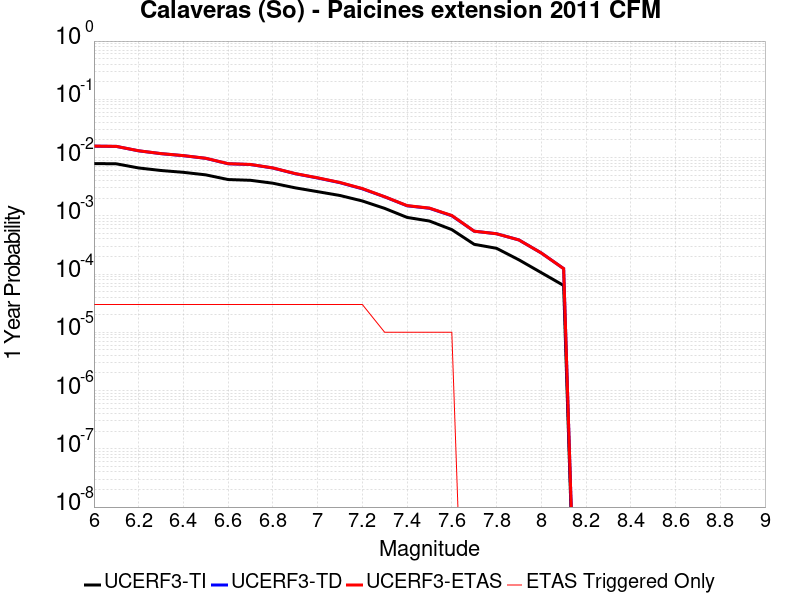 Calaveras (So) - Paicines extension 2011 CFM
10^0
10^-1
10^-2
10^-3
10^-4
10^-5
10^-6
10^-7
10^-8
1 Year Probability
6 6.2 6.4 6.6 6.8 7 7.2 7.4 7.6 7.8 8 8.2 8.4 8.6 8.8 9
Magnitude
UCERF3-TI UCERF3-TD UCERF3-ETAS ETAS Triggered Only